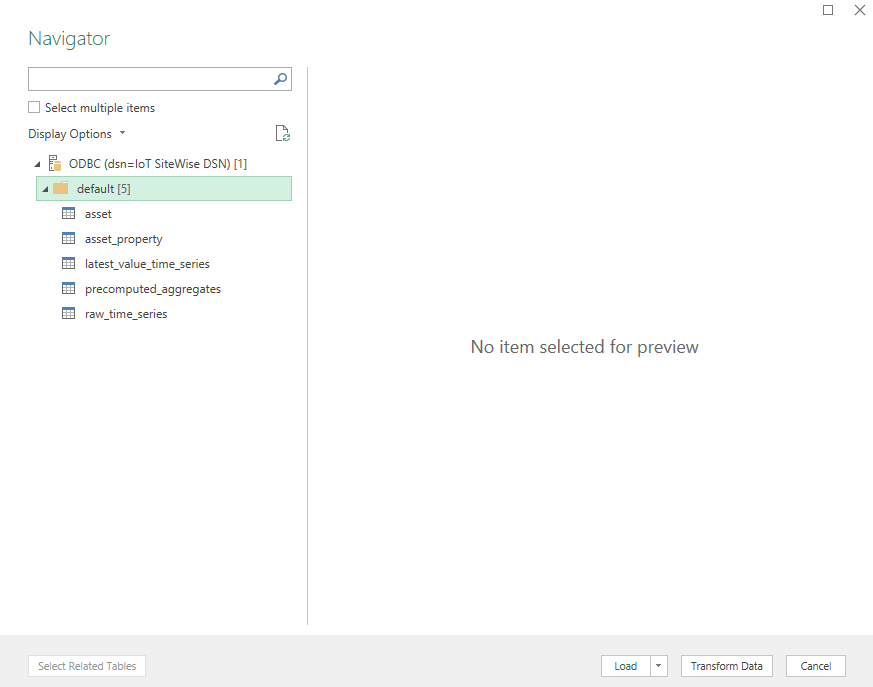 Navigator
Select multiple items
Display Options
ODBC (dsn=IoT SiteWise DSN) [1]
default [5]
asset
asset_property
latest_value_time_series
precomputed_aggregates
raw_time_series
No item selected for preview
Select Related Tables
Load
Transform Data
Cancel